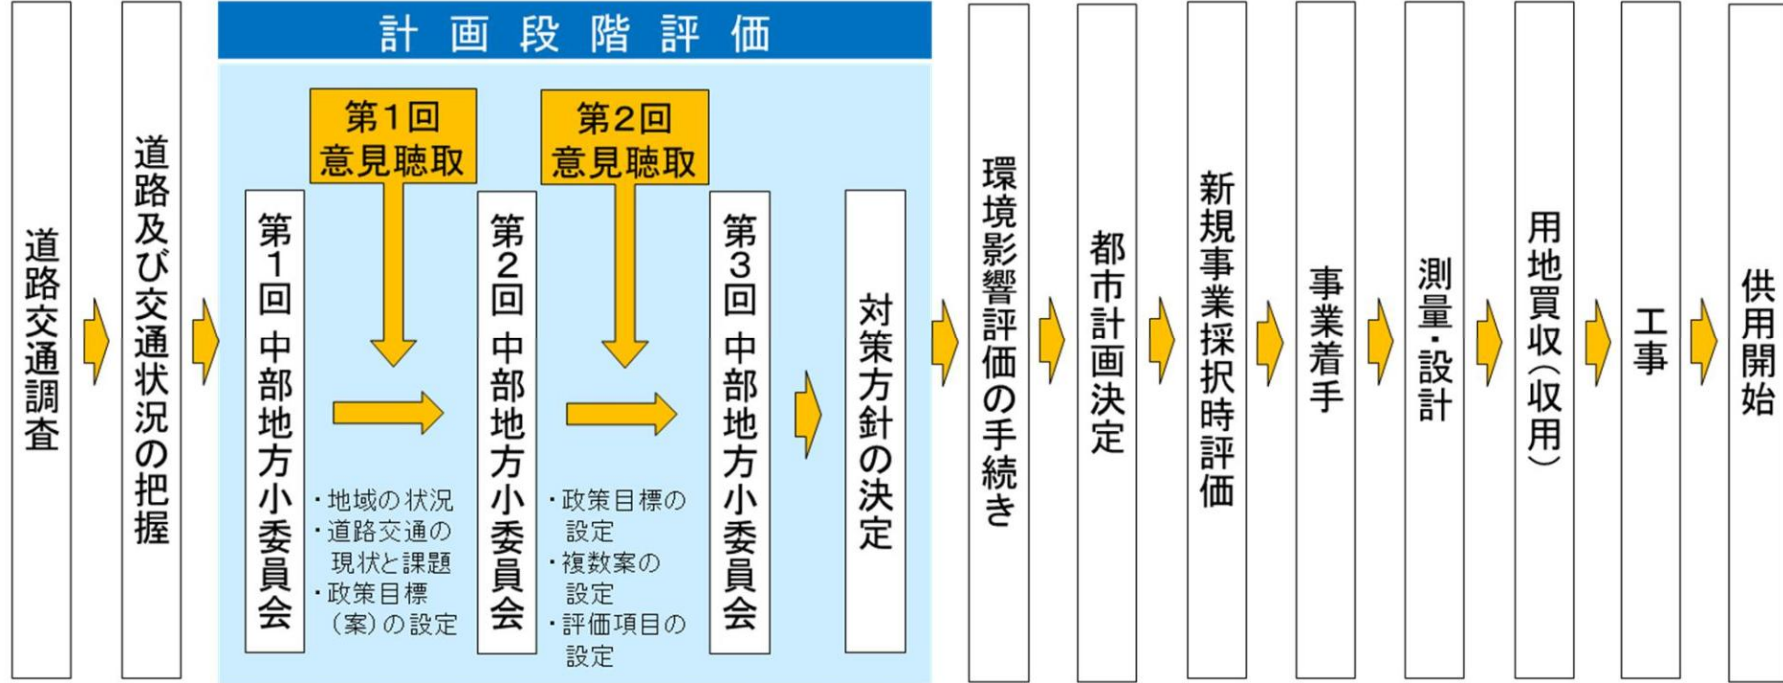 道路交通調査
道路及び交通状況の把握
計画段階評価
第1回
意見聴取
第2回
意見聴取
第1回 中部地方小委員会
・地域の状況
・道路交通の
現状と課題
・政策目標
(案)の設定
第2回 中部地方小委員会
・政策目標の
設定
・複数案の
設定
・評価項目の
設定
第3回 中部地方小委員会
対策方針の決定
環境影響評価の手続き
都市計画決定
新規事業採択時評価
事業着手
測量・設計
用地買収(収用)
工事
供用開始